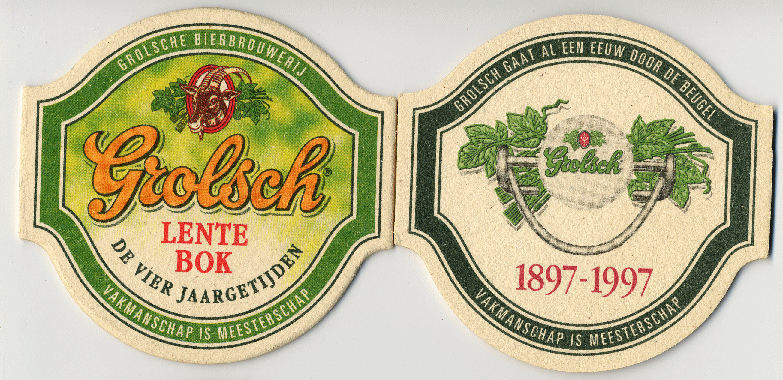 GROLSCHE BIERBROUWERIJ
Grolsch®
LENTE
BOK
DE VIER JAARGETIJDEN
VAKMANSCHAP IS MEESTERSCHAP
GROLSCH GAAT AL EEN EEUW DOOR DE BEUGEL
Grolsch
1897-1997
VAKMANSCHAP IS MEESTERSCHAP